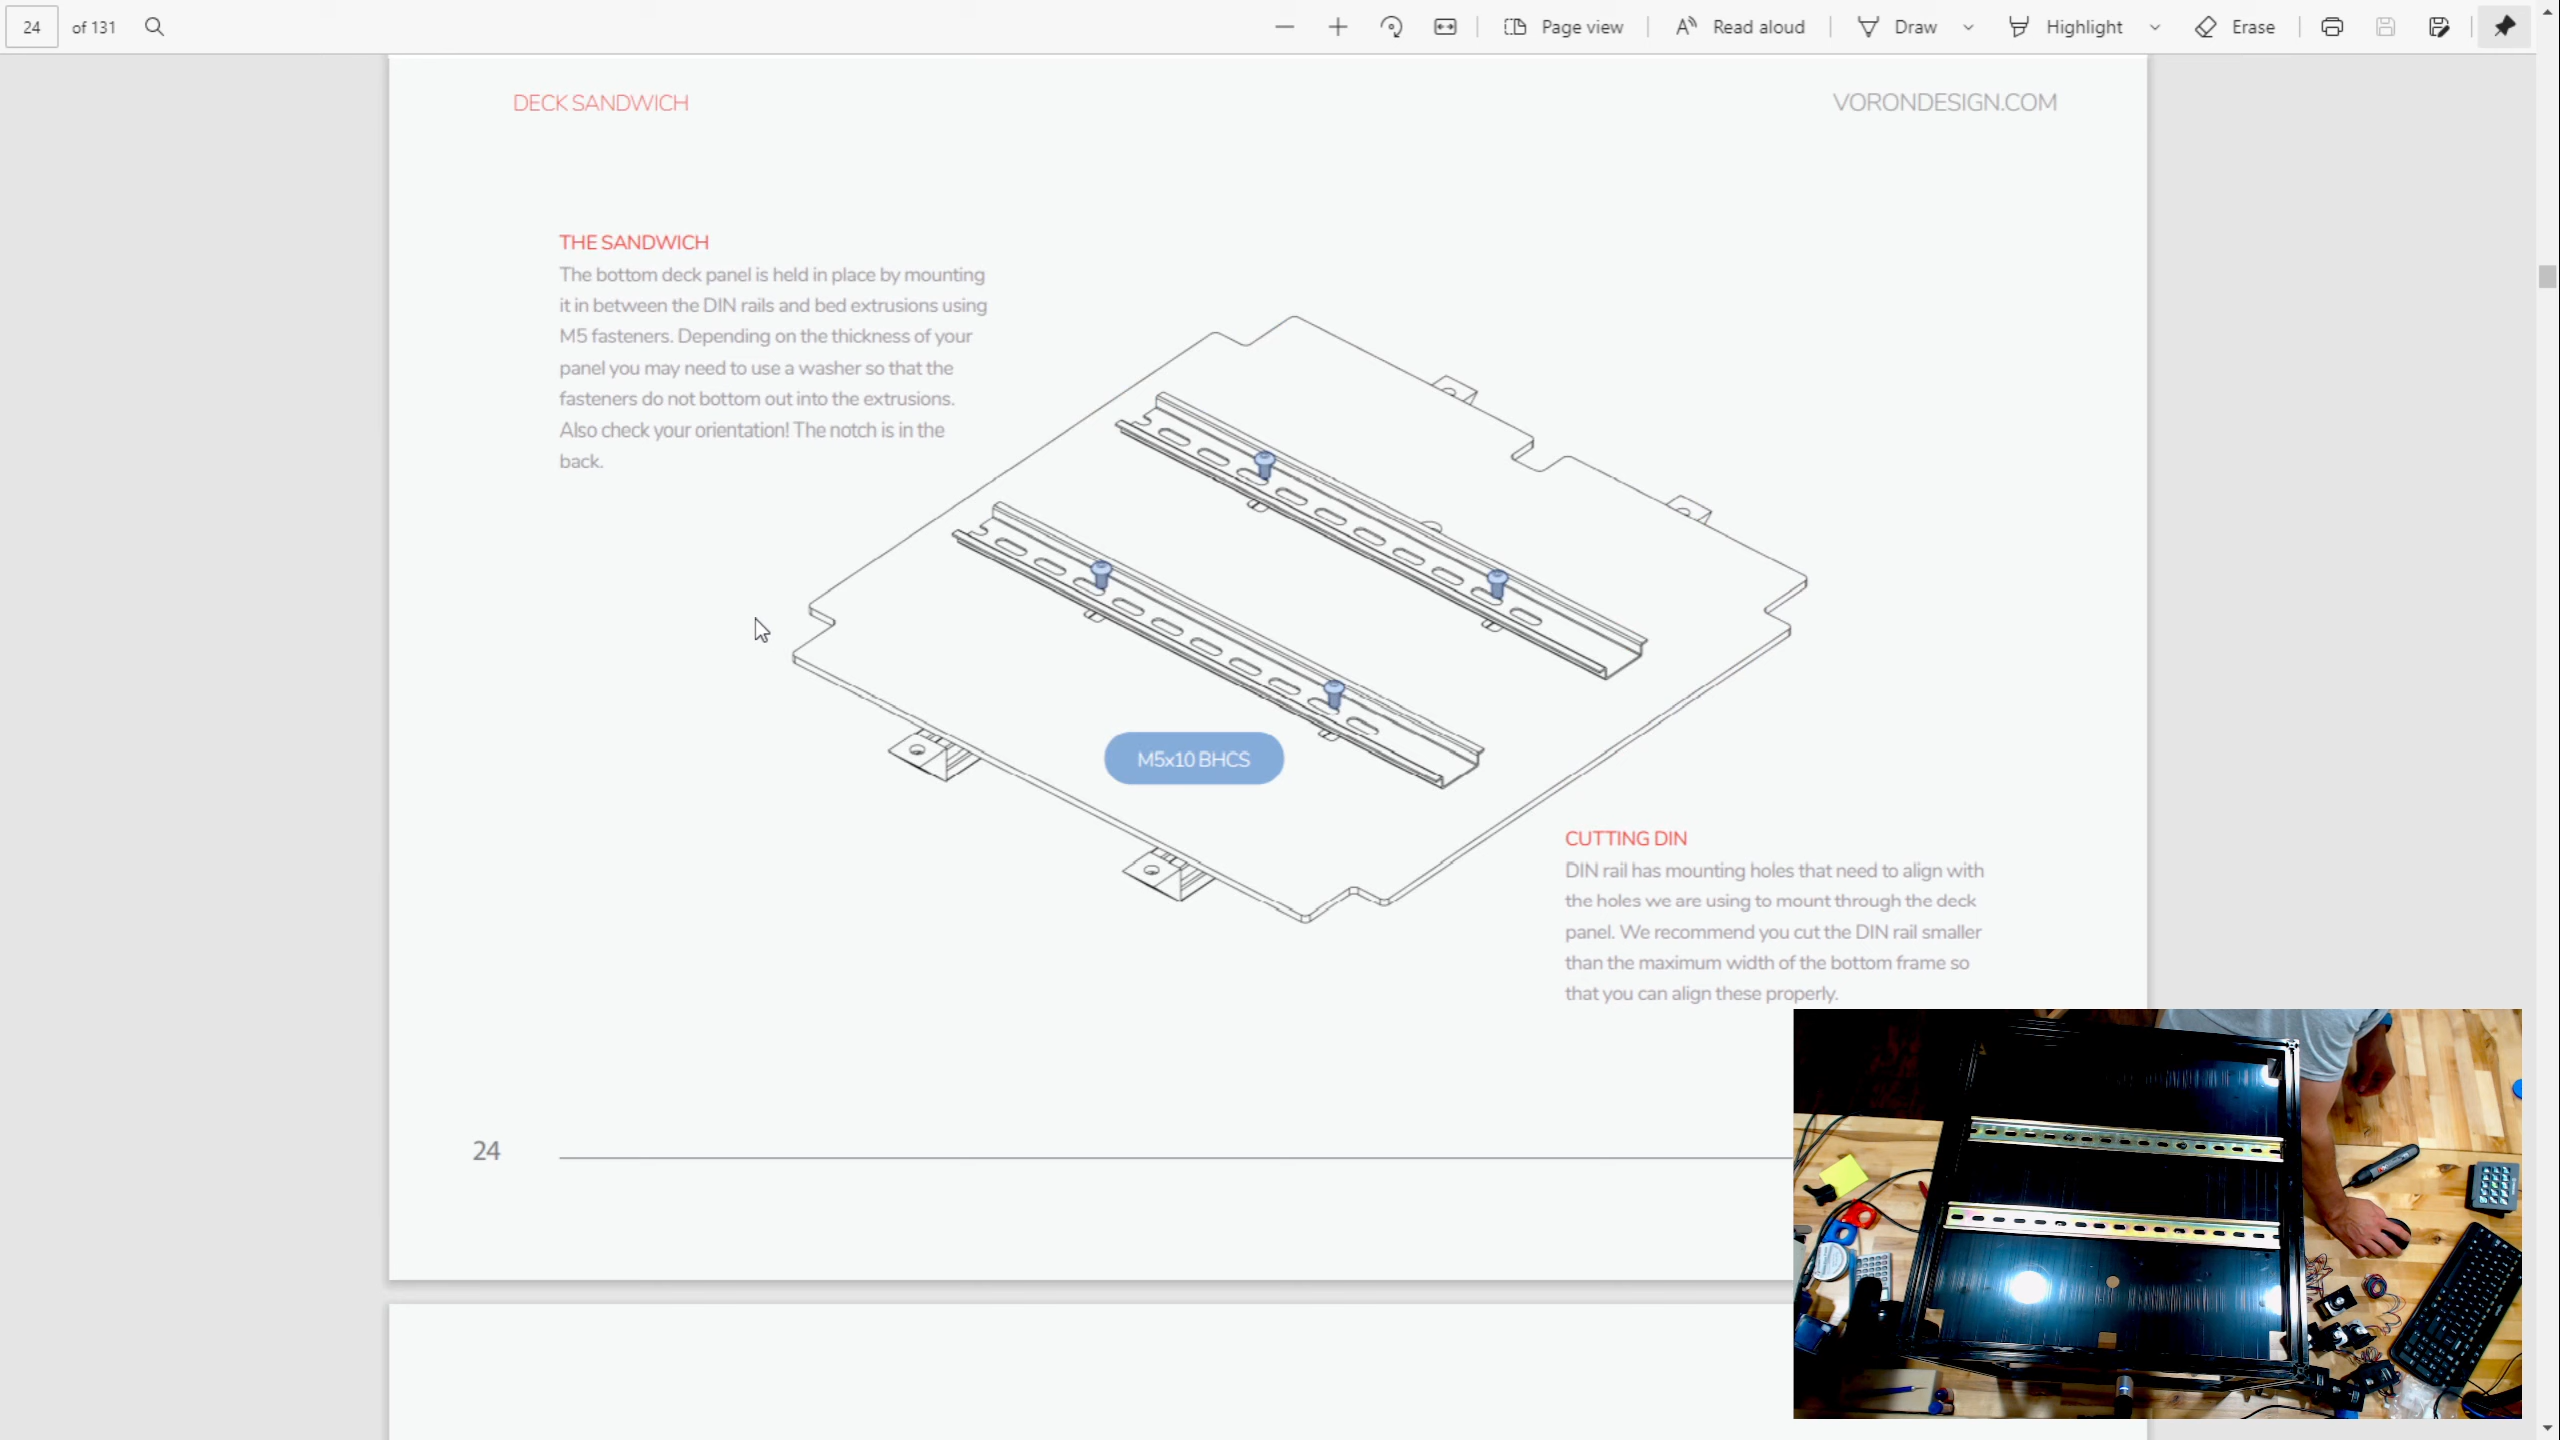 24
of 131
Page view
Read aloud
Draw
Highlight
Erase
DECK SANDWICH
VORONDESIGN.COM
THE SANDWICH
The bottom deck panel is held in place by mounting
it in between the DIN rails and bed extrusions using
M5 fasteners. Depending on the thickness of your
panel you may need to use a washer so that the
fasteners do not bottom out into the extrusions.
Also check your orientation! The notch is in the
back.
M5x10 BHCS
CUTTING DIN
DIN rail has mounting holes that need to align with
the holes we are using to mount through the deck
panel. We recommend you cut the DIN rail smaller
than the maximum width of the bottom frame so
that you can align these properly.
24